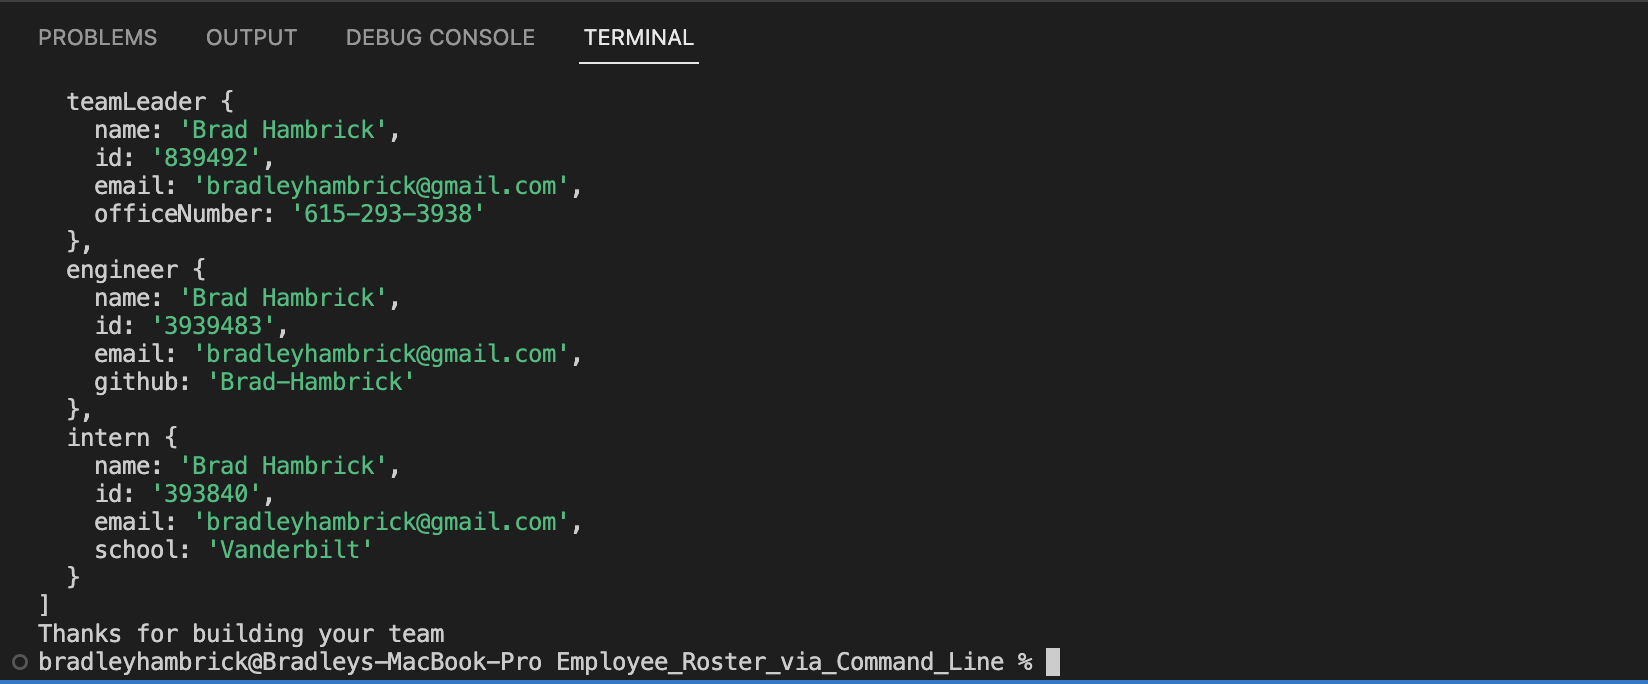 PROBLEMS OUTPUT DEBUG CONSOLE TERMINAL
teamLeader {
name: 'Brad Hambrick',
id: '839492',
email: 'bradleyhambrick@gmail.com',
officeNumber: '615-293-3938'
},
engineer {
name: 'Brad Hambrick',
id: '3939483',
email: 'bradleyhambrick@gmail.com',
github: 'Brad-Hambrick'
},
intern {
name: 'Brad Hambrick',
id: '393840',
email: 'bradleyhambrick@gmail.com',
school: 'Vanderbilt'
}
]
Thanks for building your team
bradleyhambrick@Bradleys-MacBook-Pro Employee_Roster_via_Command_Line %